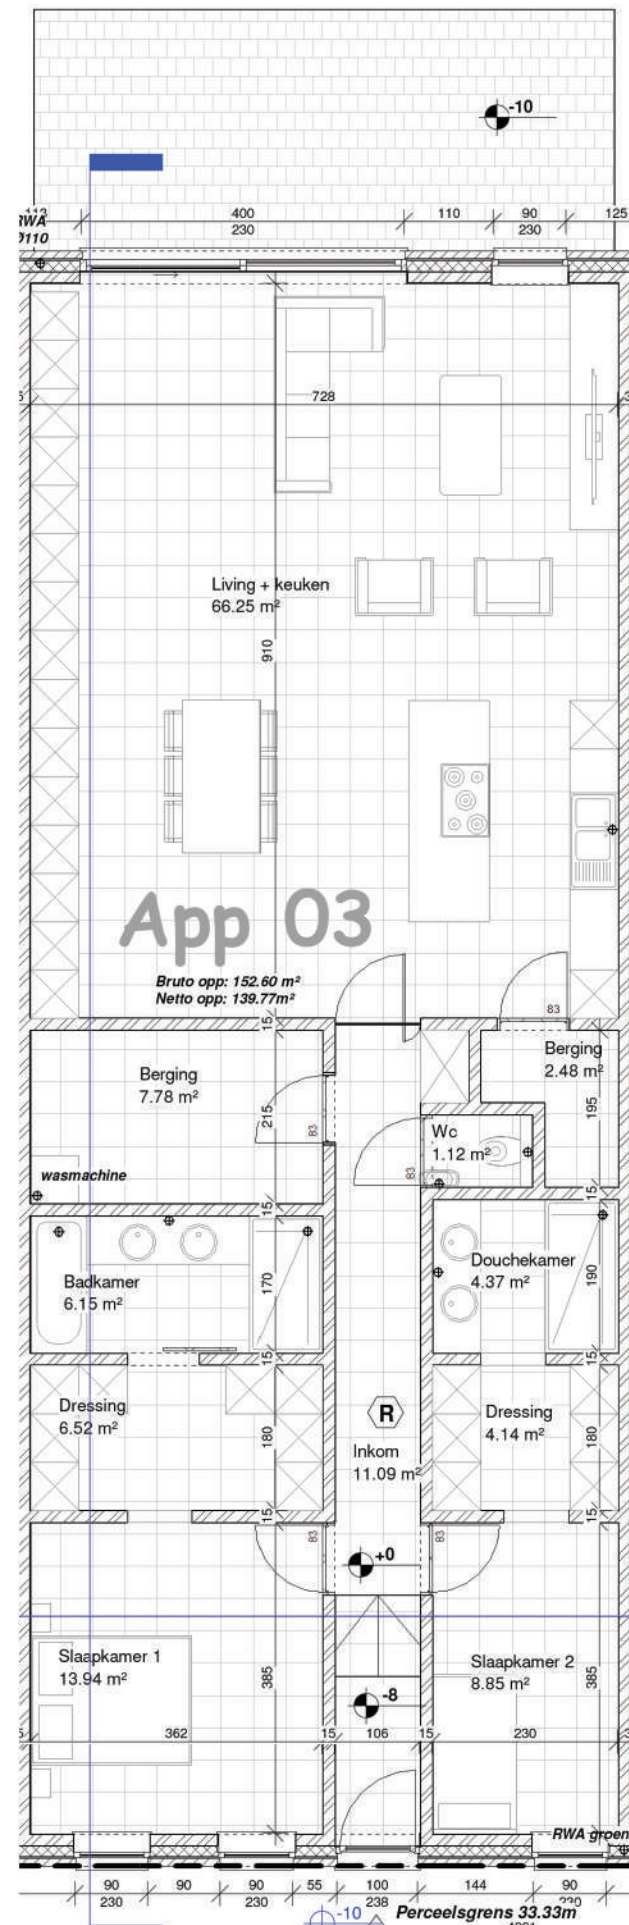 -10
RWA
113
400
110
90
125
230
230
728
Living + keuken
66.25 m²
910
App 03
Bruto opp: 152.60 m²
Netto opp: 139.77m²
15
83
Berging
7.78 m²
Berging
2.48 m²
215
83
195
Wc
1.12 m²
83
wasmachine
15
15
Badkamer
6.15 m²
170
Douchekamer
4.37 m²
190
15
15
Dressing
6.52 m²
180
R
Inkom
11.09 m²
Dressing
4.14 m²
180
15
15
83
83
+0
Slaapkamer 1
13.94 m²
385
-8
Slaapkamer 2
8.85 m²
385
362
15
106
15
230
RWA groen
90
90
90
55
100
144
90
230
230
238
230
-10
Perceelsgrens 33.33m